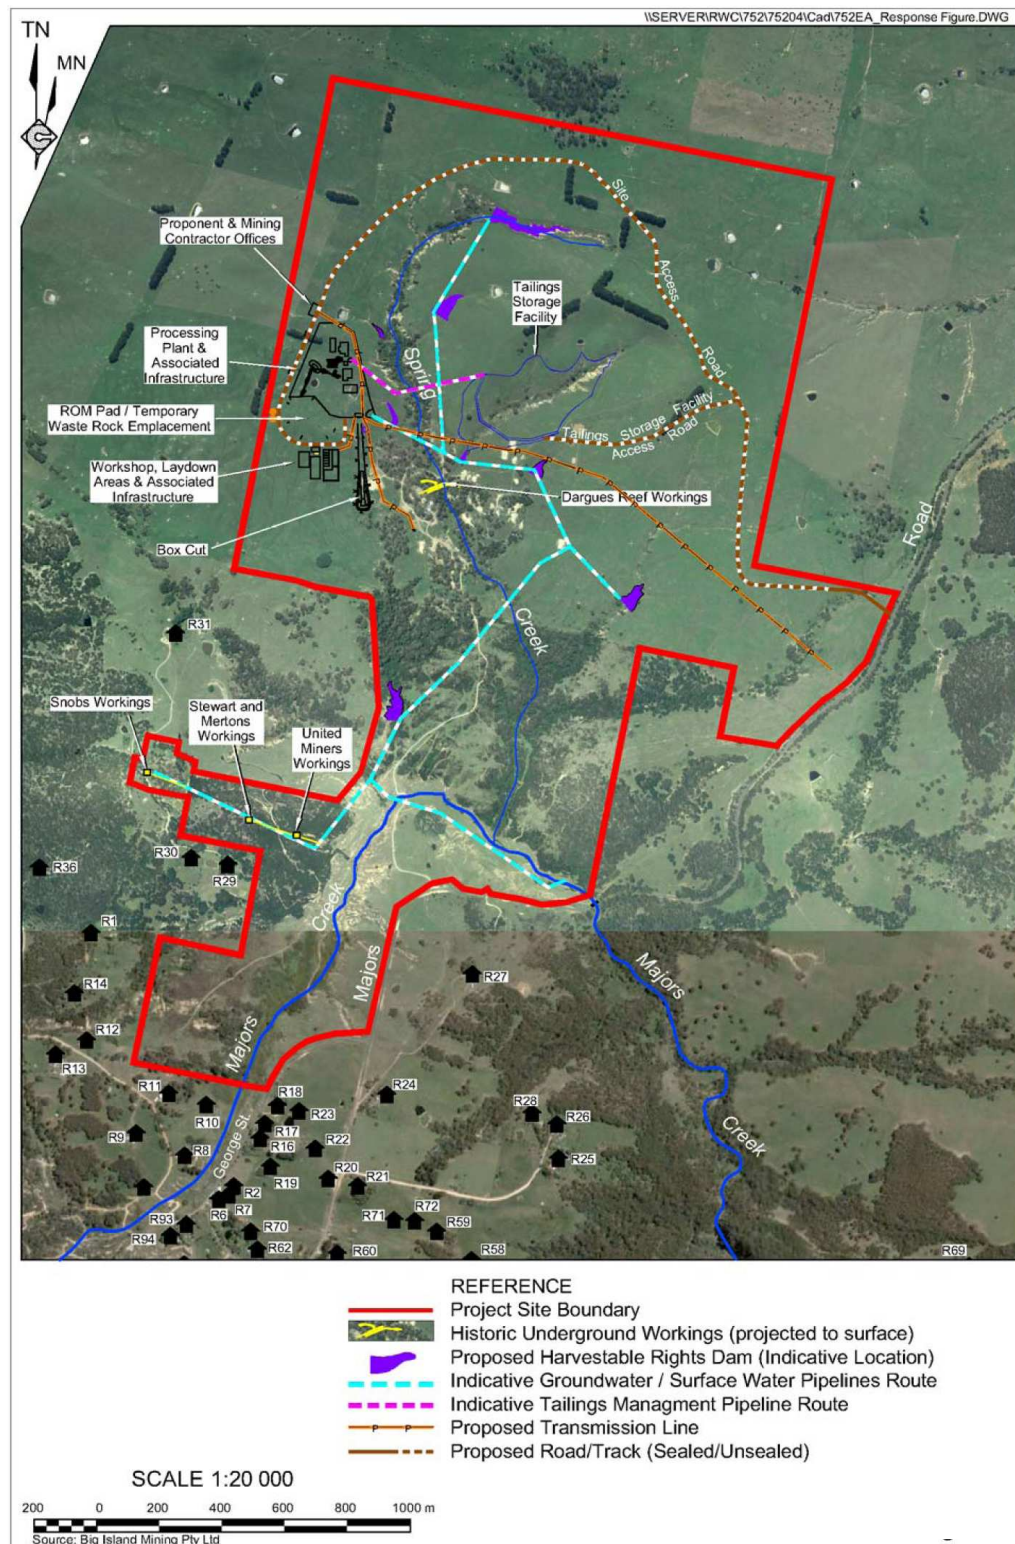 \\SERVER\RWC\752\75204\Cad\752EA_Response Figure.DWG
TN
MN
Site
Access
Road
Proponent & Mining
Contractor Offices
Tailings
Storage
Facility
Processing
Plant &
Associated
Infrastructure
Spring
ROM Pad / Temporary
Waste Rock Emplacement
Tailings Storage Facility
Access Road
Workshop, Laydown
Areas & Associated
Infrastructure
Dargues Reef Workings
Road
Box Cut
Creek
R31
Snobs Workings
Stewart and
Mertons
Workings
United
Miners
Workings
R36
R30
R29
Creek
R1
Majors
R27
Majors
R14
R12
R13
Majors
R11
R10
R18
R23
R24
R28
R26
R9
R17
R16
R22
Creek
R8
George St.
R19
R20
R21
R25
R2
R6
R7
R93
R94
R70
R62
R71
R72
R59
R60
R58
R69
REFERENCE
Project Site Boundary
Historic Underground Workings (projected to surface)
Proposed Harvestable Rights Dam (Indicative Location)
Indicative Groundwater / Surface Water Pipelines Route
Indicative Tailings Managment Pipeline Route
P P P
Proposed Transmission Line
Proposed Road/Track (Sealed/Unsealed)
SCALE 1:20 000
200 0 200 400 600 800 1000 m
Source: Big Island Mining Pty Ltd